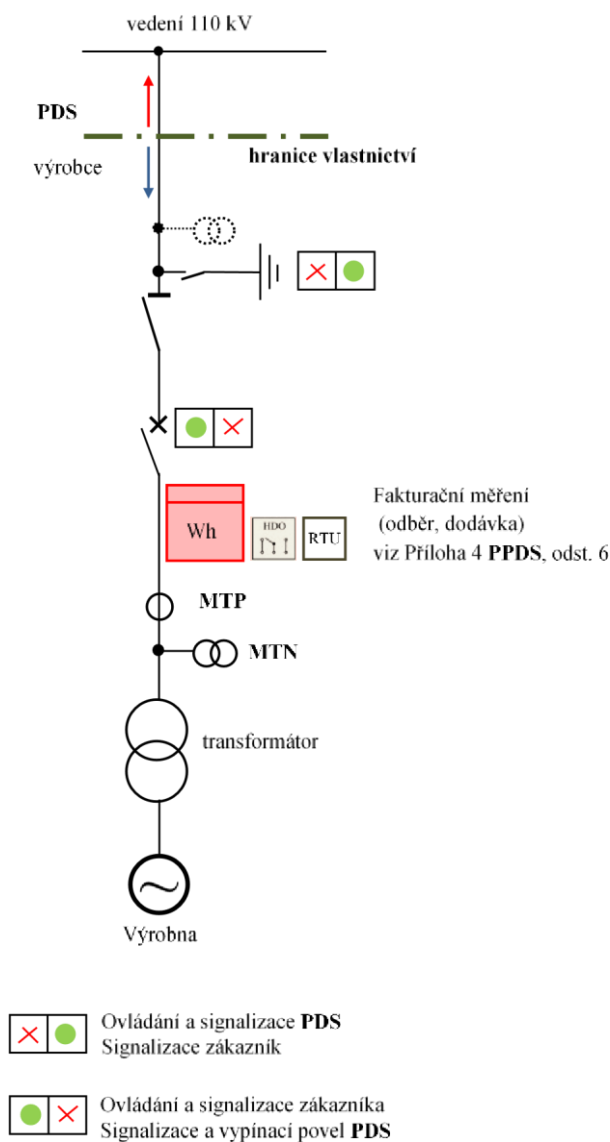 vedení 110 kV
PDS
výrobce
hranice vlastnictví
Wh
HDO
RTU
Fakturační měření
(odběr, dodávka)
viz Příloha 4 PPDS, odst. 6
MTP
MTN
transformátor
Výrobna
Ovládání a signalizace PDS
Signalizace zákazník
Ovládání a signalizace zákazníka
Signalizace a vypínací povel PDS